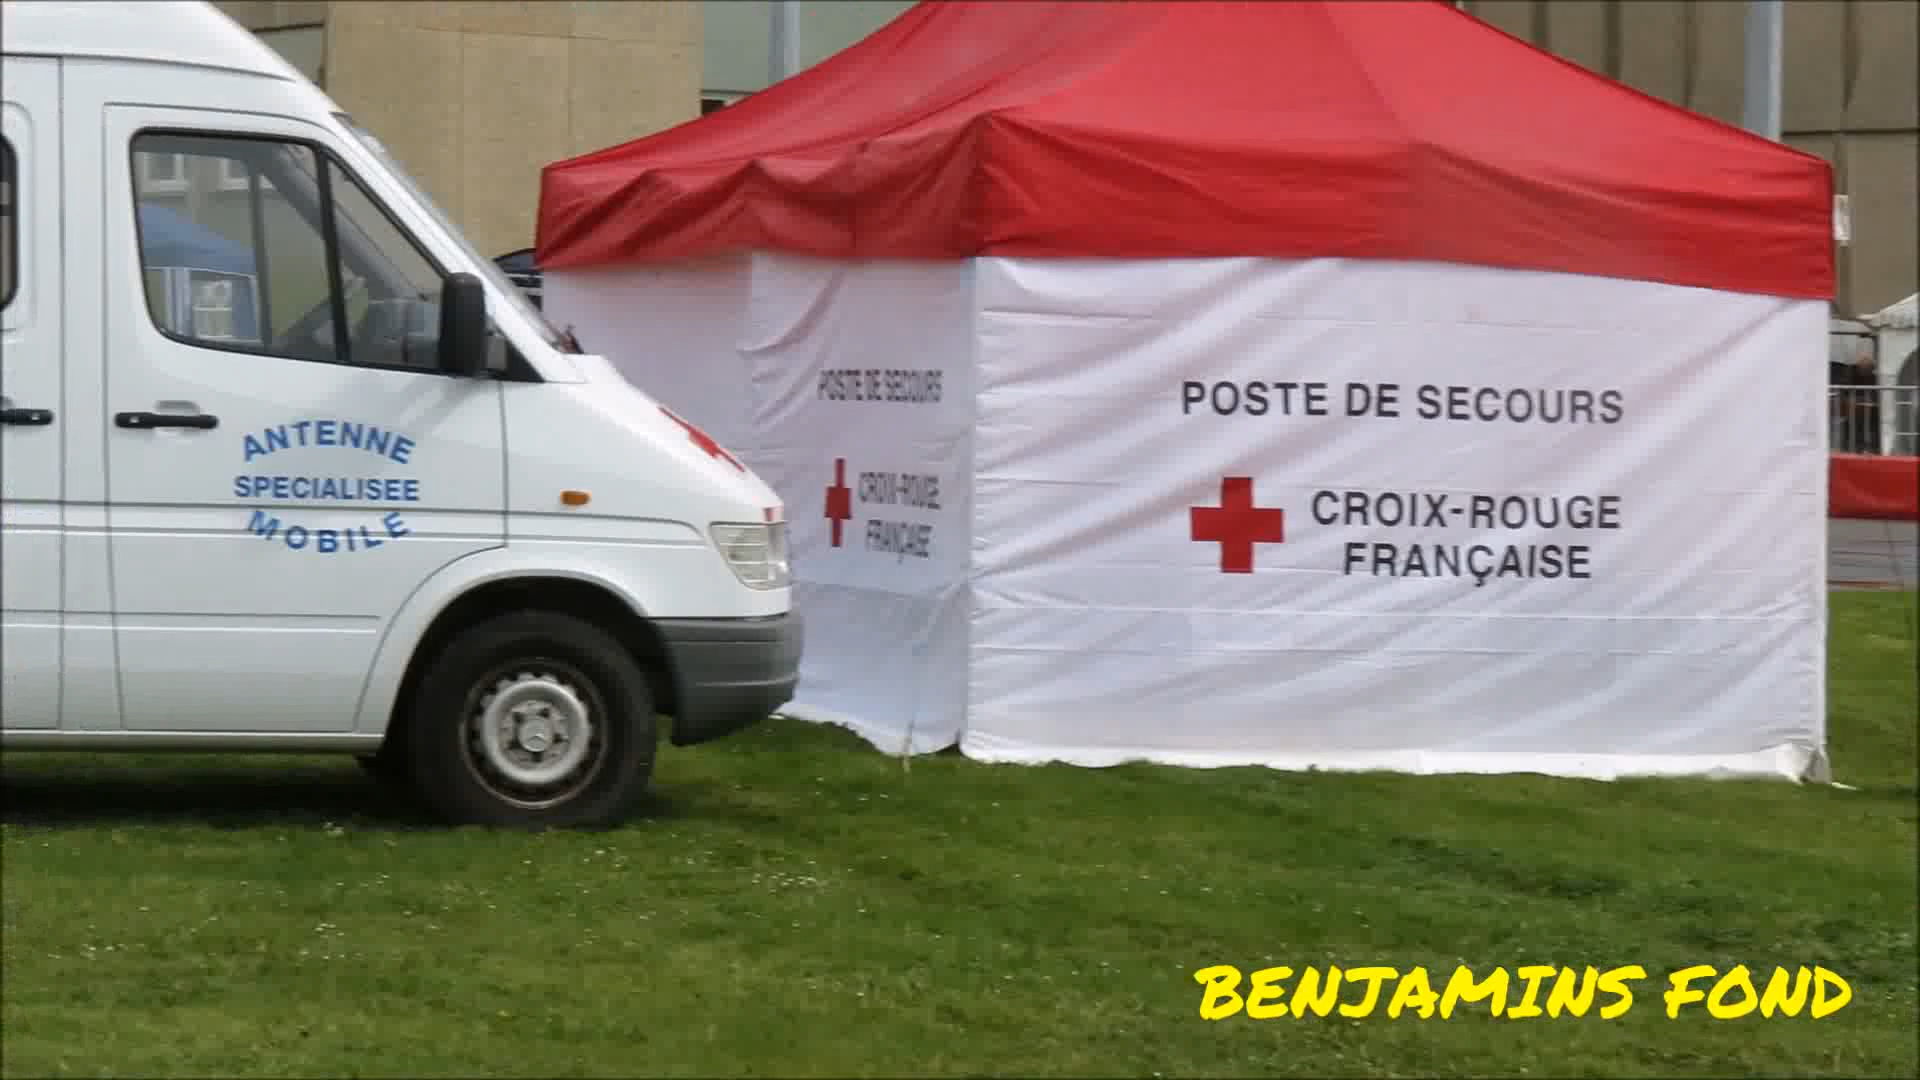 ANTENNE
SPECIALISEE
MOBILE
POSTE DE SECOURS
CROIX-ROUGE
FRANÇAISE
POSTE DE SECOURS
CROIX-ROUGE
FRANÇAISE
BENJAMINS FOND